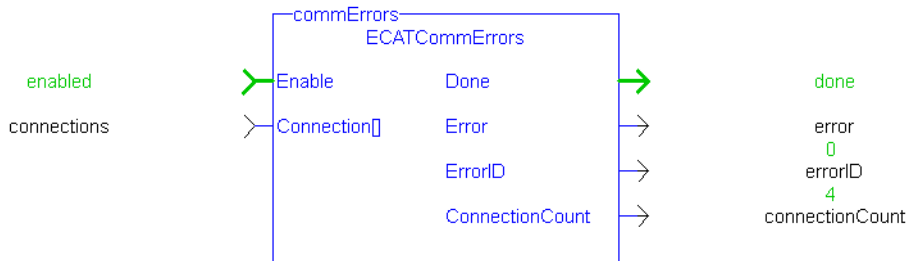 commErrors
ECATCommErrors
enabled Enable Done done
connections Connection[] Error error
0
ErrorID errorID
4
ConnectionCount connectionCount